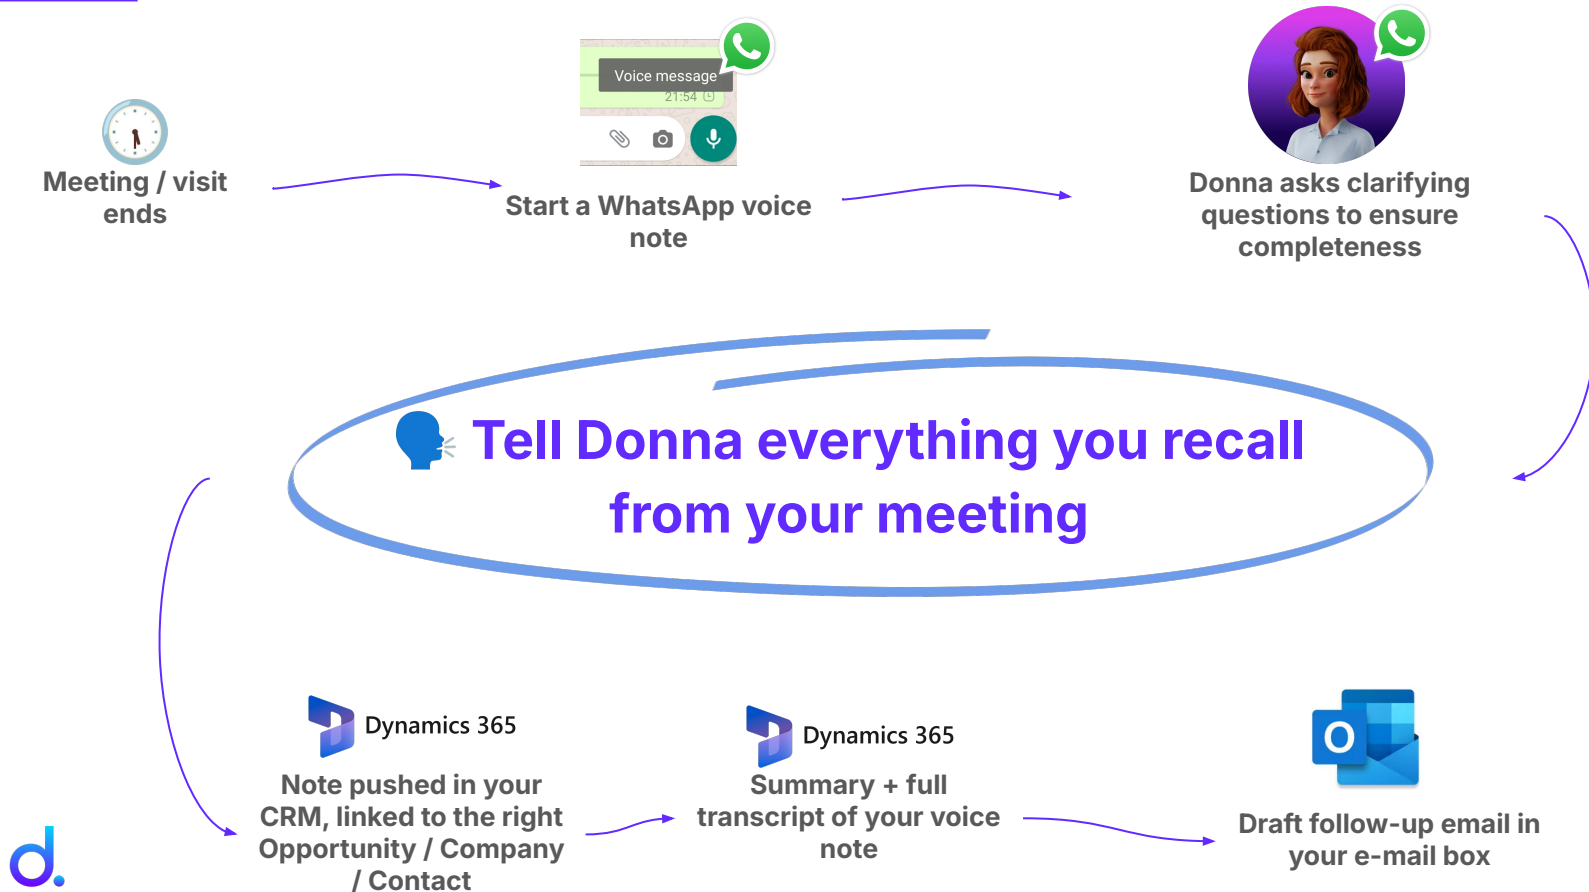 Voice message
21:54
Meeting / visit
ends
Start a WhatsApp voice
note
Donna asks clarifying
questions to ensure
completeness
🗣 Tell Donna everything you recall
from your meeting
Dynamics 365
Note pushed in your
CRM, linked to the right
Opportunity / Company
/ Contact
Dynamics 365
Summary + full
transcript of your voice
note
O
Draft follow-up email in
your e-mail box
d.